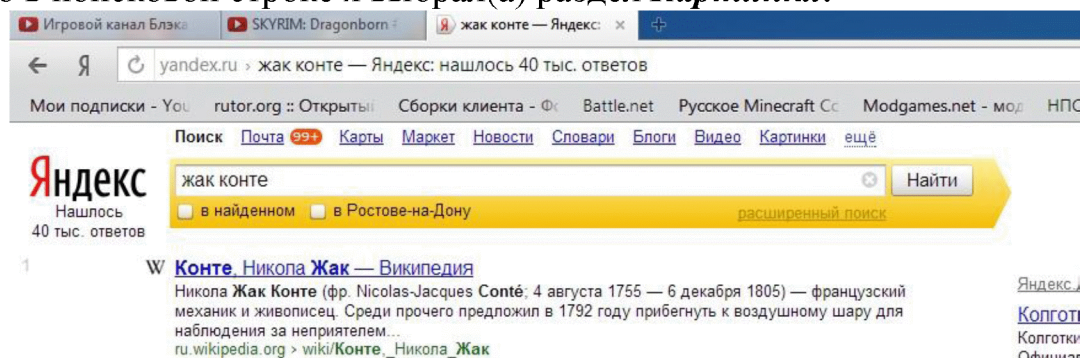 Игровой канал Блэка SKYRIM: Dragonborn жак конте — Яндекс:
Я yandex.ru › жак конте — Яндекс: нашлось 40 тыс. ответов
Мои подписки - You rutor.org :: Открытый Сборки клиента - Battle.net Русское Minecraft Со Modgames.net - мод НПО
Поиск Почта 99+ Карты Маркет Новости Словари Блоги Видео Картинки ещё
Яндекс
жак конте Найти
Нашлось
40 тыс. ответов
в найденном в Ростове-на-Дону расширенный поиск
1 W Конте, Никола Жак — Википедия
Никола Жак Конте (фр. Nicolas-Jacques Conté; 4 августа 1755 — 6 декабря 1805) — французский
механик и живописец. Среди прочего предложил в 1792 году прибегнуть к воздушному шару для
наблюдения за неприятелем...
ru.wikipedia.org › wiki/Конте,_Никола_Жак
Яндекс.
Колготк
Колготки